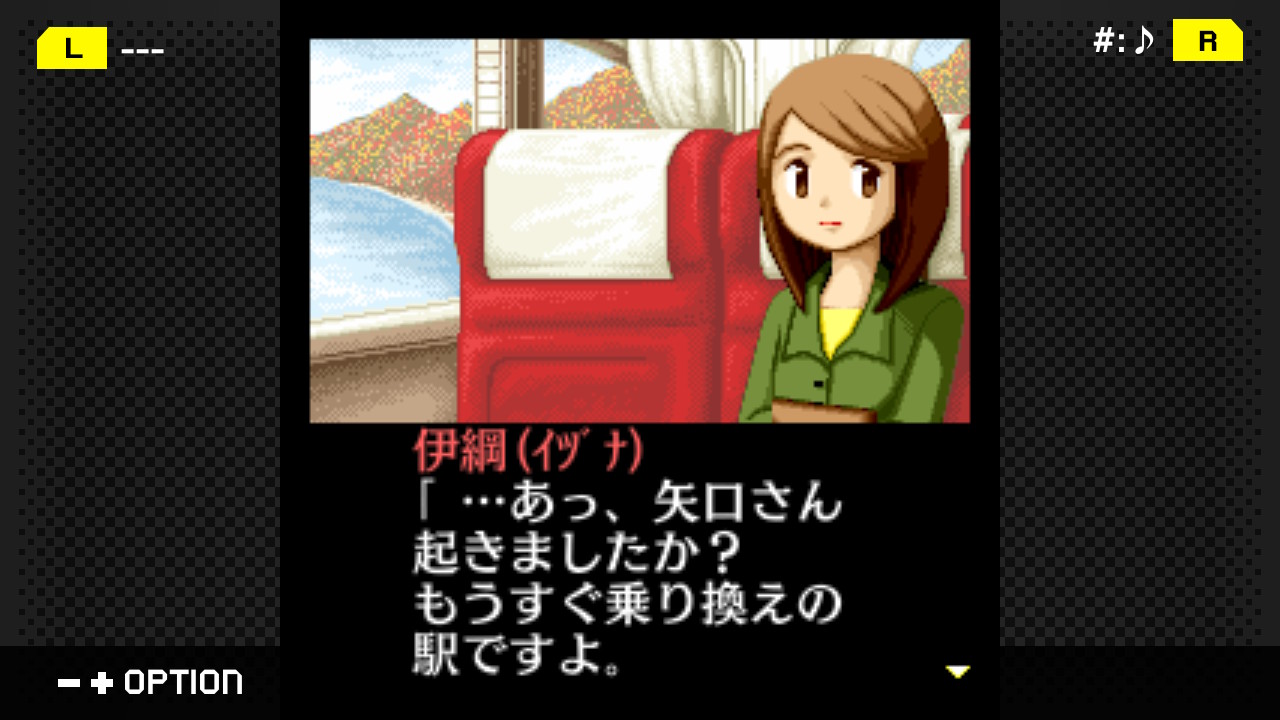 L ---
#:♪ R
伊綱(ｲﾂﾞﾅ)
「…あっ、矢口さん
起きましたか？
もうすぐ乗り換えの
駅ですよ。
OPTION